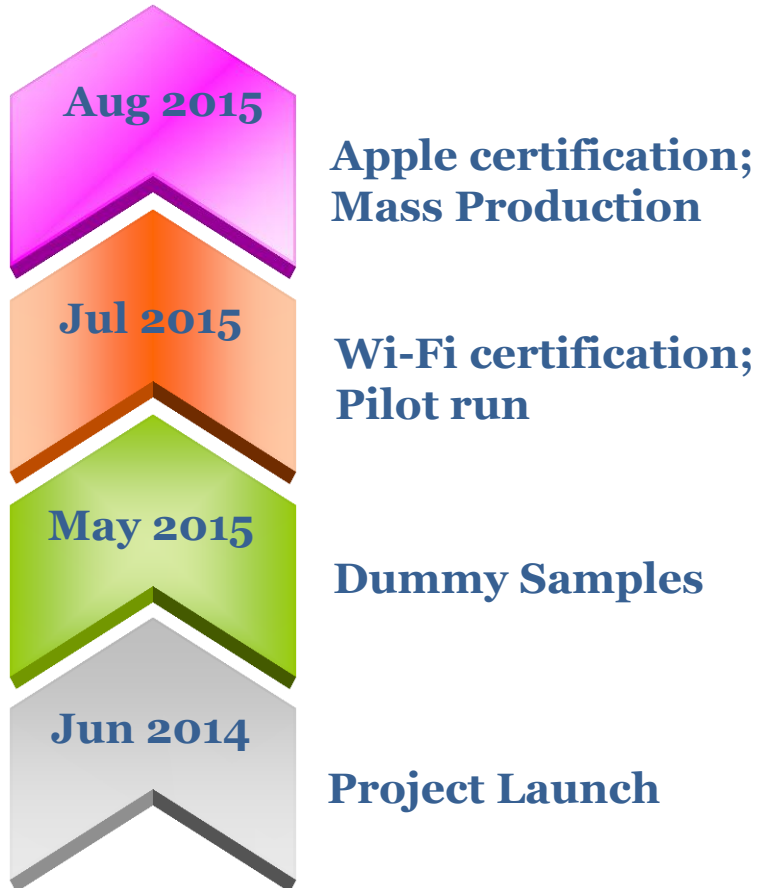 Aug 2015
Apple certification;
Mass Production
Jul 2015
Wi-Fi certification;
Pilot run
May 2015
Dummy Samples
Jun 2014
Project Launch